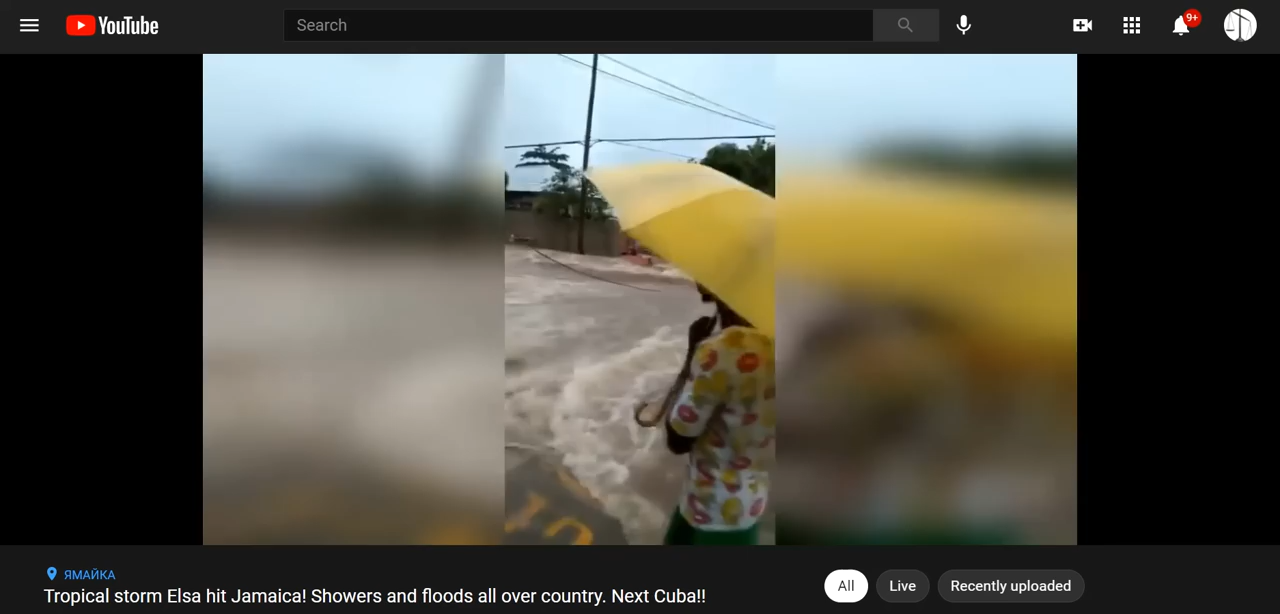 YouTube
Search
9+
ЯМАЙКА
Tropical storm Elsa hit Jamaica! Showers and floods all over country. Next Cuba!!
All
Live
Recently uploaded